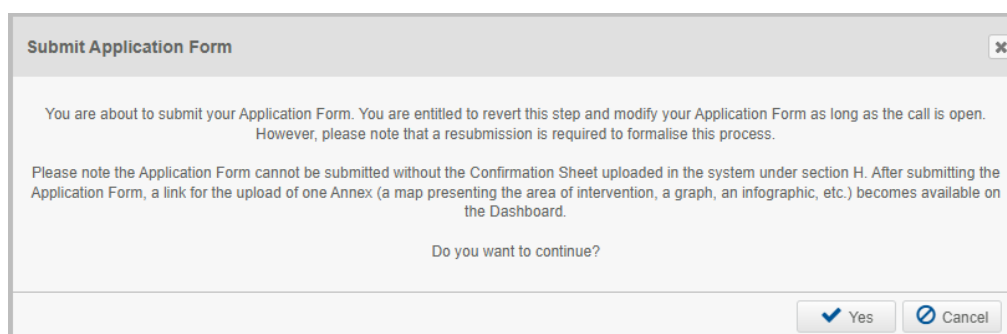 Submit Application Form
You are about to submit your Application Form. You are entitled to revert this step and modify your Application Form as long as the call is open.
However, please note that a resubmission is required to formalise this process.
Please note the Application Form cannot be submitted without the Confirmation Sheet uploaded in the system under section H. After submitting the
Application Form, a link for the upload of one Annex (a map presenting the area of intervention, a graph, an infographic, etc.) becomes available on
the Dashboard.
Do you want to continue?
Yes Cancel